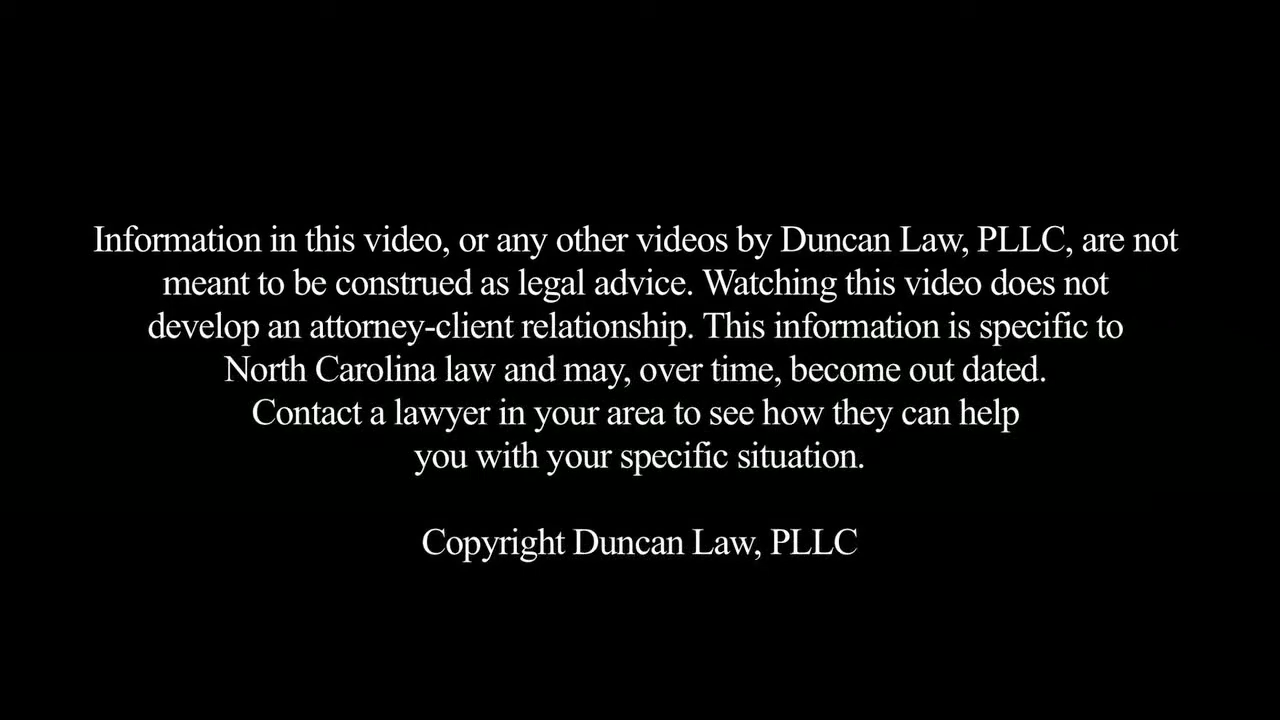 Information in this video, or any other videos by Duncan Law, PLLC, are not
meant to be construed as legal advice. Watching this video does not
develop an attorney-client relationship. This information is specific to
North Carolina law and may, over time, become out dated.
Contact a lawyer in your area to see how they can help
you with your specific situation.
Copyright Duncan Law, PLLC